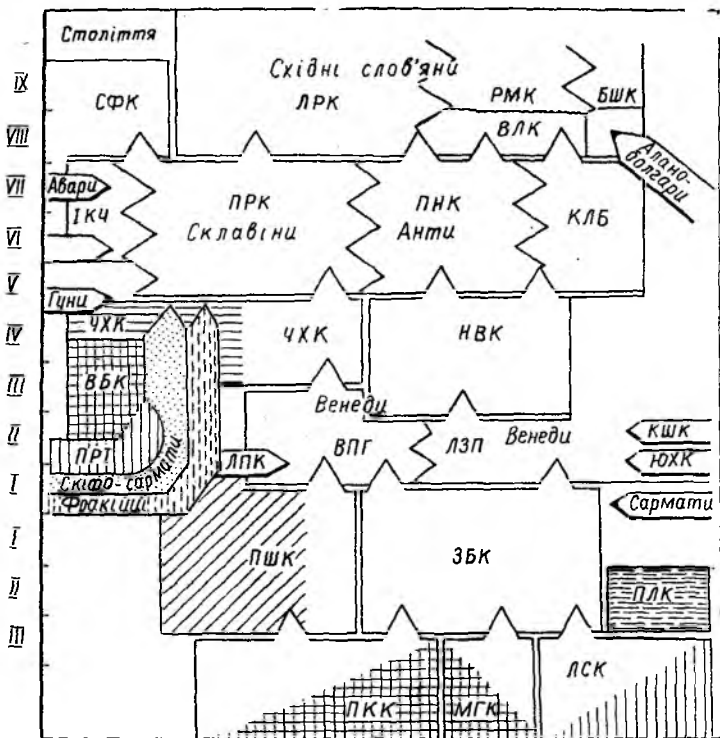 Століття
IX
Східні слов'яни
СФК
ЛРК
РМК
БШК
VIII
ВЛК
Алано-
болгари
VII
Авари
ІКЧ
ПРК
Склавіни
ПНК
Анти
КЛБ
VI
V
Гуни
ЧХК
IV
ЧХК
НВК
ВБК
III
Венеди
II
ПРТ
ВПГ
ЛЗП
Венеди
КШК
ЛПК
ЮХК
I
Скіфо-сармати
Фракійці
Сармати
I
ПШК
ЗБК
II
ПЛК
III
ЛСК
ПКК
МГК